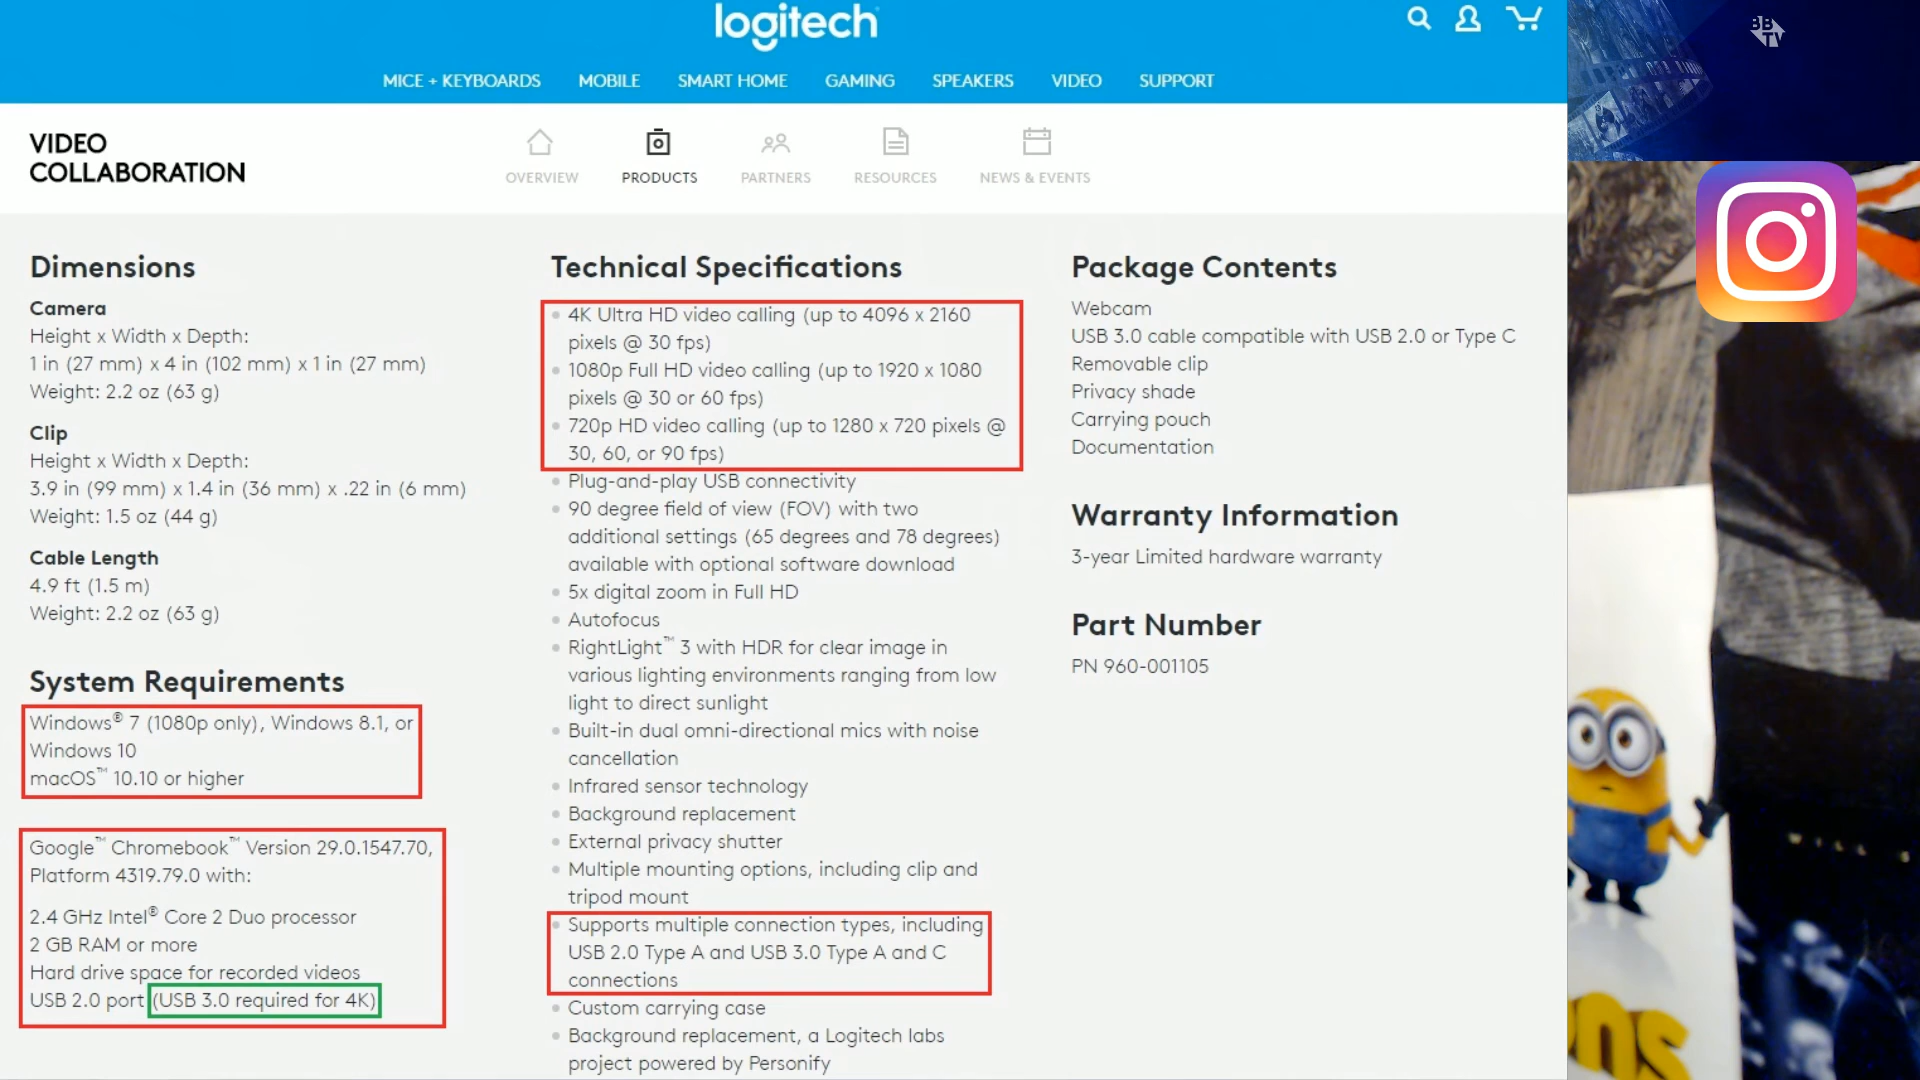 logitech
MICE + KEYBOARDS
MOBILE
SMART HOME
GAMING
SPEAKERS
VIDEO
SUPPORT
VIDEO
COLLABORATION
OVERVIEW
PRODUCTS
PARTNERS
RESOURCES
NEWS & EVENTS
Dimensions
Camera
Height x Width x Depth:
1 in (27 mm) x 4 in (102 mm) x 1 in (27 mm)
Weight: 2.2 oz (63 g)
Clip
Height x Width x Depth:
3.9 in (99 mm) x 1.4 in (36 mm) x .22 in (6 mm)
Weight: 1.5 oz (44 g)
Cable Length
4.9 ft (1.5 m)
Weight: 2.2 oz (63 g)
System Requirements
Windows® 7 (1080p only), Windows 8.1, or
Windows 10
macOS™ 10.10 or higher
Google™ Chromebook™ Version 29.0.1547.70,
Platform 4319.79.0 with:
2.4 GHz Intel® Core 2 Duo processor
2 GB RAM or more
Hard drive space for recorded videos
USB 2.0 port (USB 3.0 required for 4K)
Technical Specifications
4K Ultra HD video calling (up to 4096 x 2160
pixels @ 30 fps)
1080p Full HD video calling (up to 1920 x 1080
pixels @ 30 or 60 fps)
720p HD video calling (up to 1280 x 720 pixels @
30, 60, or 90 fps)
Plug-and-play USB connectivity
90 degree field of view (FOV) with two
additional settings (65 degrees and 78 degrees)
available with optional software download
5x digital zoom in Full HD
Autofocus
RightLight™ 3 with HDR for clear image in
various lighting environments ranging from low
light to direct sunlight
Built-in dual omni-directional mics with noise
cancellation
Infrared sensor technology
Background replacement
External privacy shutter
Multiple mounting options, including clip and
tripod mount
Supports multiple connection types, including
USB 2.0 Type A and USB 3.0 Type A and C
connections
Custom carrying case
Background replacement, a Logitech labs
project powered by Personify
Package Contents
Webcam
USB 3.0 cable compatible with USB 2.0 or Type C
Removable clip
Privacy shade
Carrying pouch
Documentation
Warranty Information
3-year Limited hardware warranty
Part Number
PN 960-001105
BB
TV